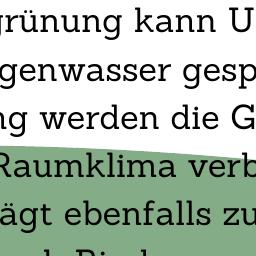 grünung kann U
genwasser gesp
ng werden die G
Raumklima verb
ägt ebenfalls zu